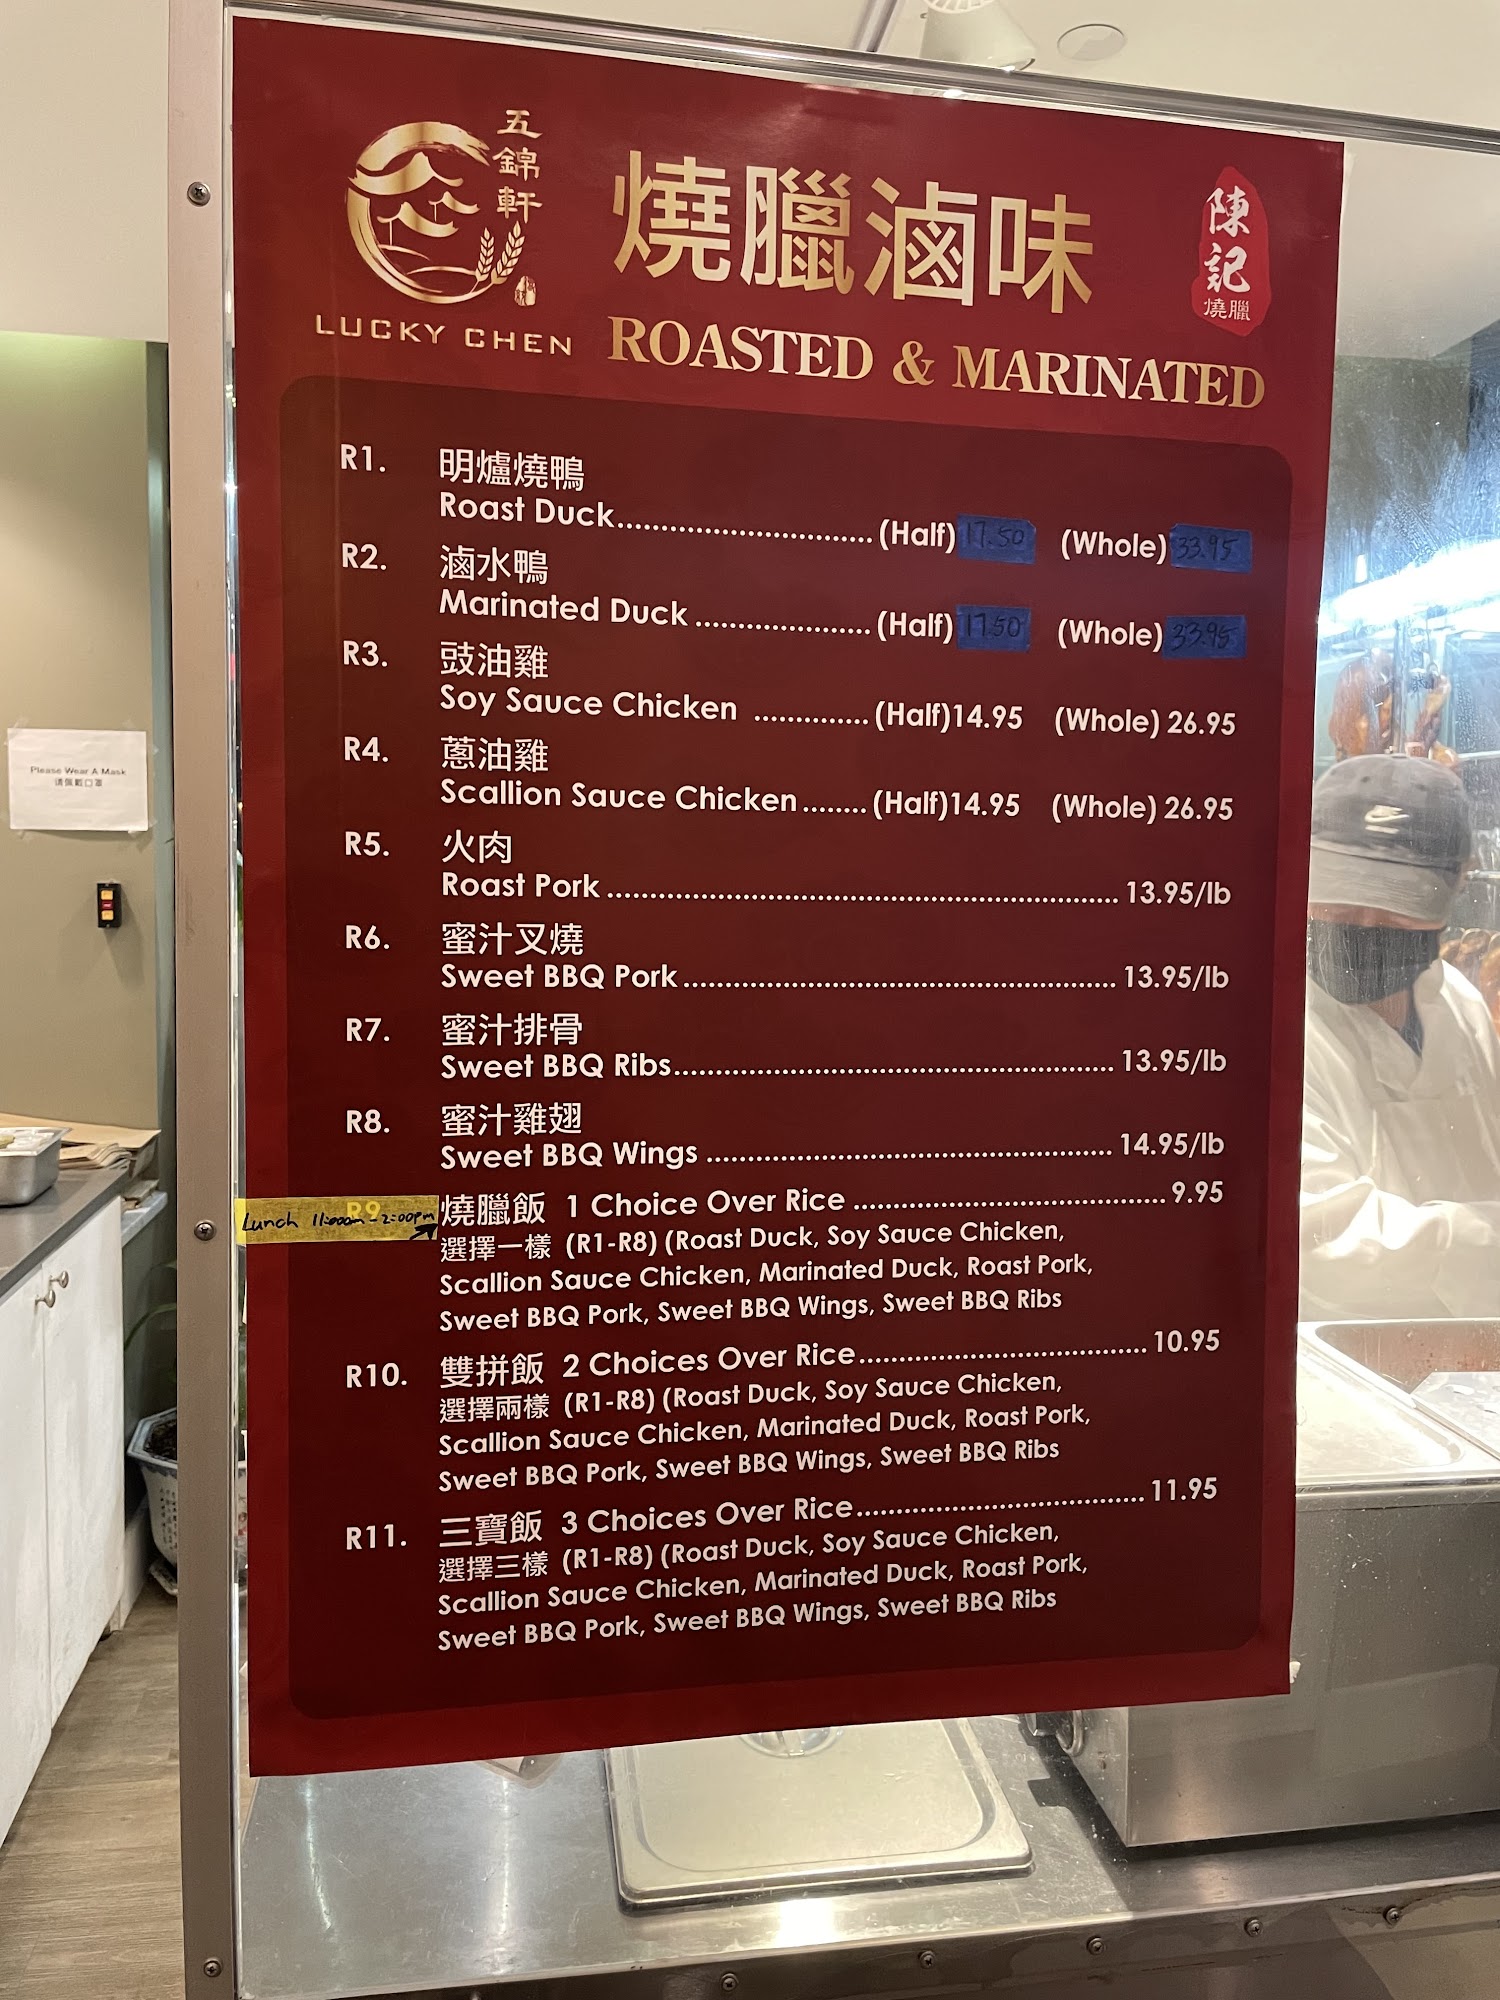 五錦軒
LUCKY CHEN
燒臘滷味
ROASTED & MARINATED
陳記
燒臘
R1. 明爐燒鴨
Roast Duck (Half) 17.50 (Whole) 33.95
R2. 滷水鴨
Marinated Duck (Half) 17.50 (Whole) 33.95
R3. 豉油雞
Soy Sauce Chicken (Half)14.95 (Whole) 26.95
R4. 蔥油雞
Scallion Sauce Chicken (Half)14.95 (Whole) 26.95
R5. 火肉
Roast Pork 13.95/lb
R6. 蜜汁叉燒
Sweet BBQ Pork 13.95/lb
R7. 蜜汁排骨
Sweet BBQ Ribs 13.95/lb
R8. 蜜汁雞翅
Sweet BBQ Wings 14.95/lb
R9 燒臘飯 1 Choice Over Rice 9.95
Lunch 11:00am - 2:00pm
選擇一樣 (R1-R8) (Roast Duck, Soy Sauce Chicken,
Scallion Sauce Chicken, Marinated Duck, Roast Pork,
Sweet BBQ Pork, Sweet BBQ Wings, Sweet BBQ Ribs
R10. 雙拼飯 2 Choices Over Rice 10.95
選擇兩樣 (R1-R8) (Roast Duck, Soy Sauce Chicken,
Scallion Sauce Chicken, Marinated Duck, Roast Pork,
Sweet BBQ Pork, Sweet BBQ Wings, Sweet BBQ Ribs
R11. 三寶飯 3 Choices Over Rice 11.95
選擇三樣 (R1-R8) (Roast Duck, Soy Sauce Chicken,
Scallion Sauce Chicken, Marinated Duck, Roast Pork,
Sweet BBQ Pork, Sweet BBQ Wings, Sweet BBQ Ribs
Please Wear A Mask
请佩戴口罩